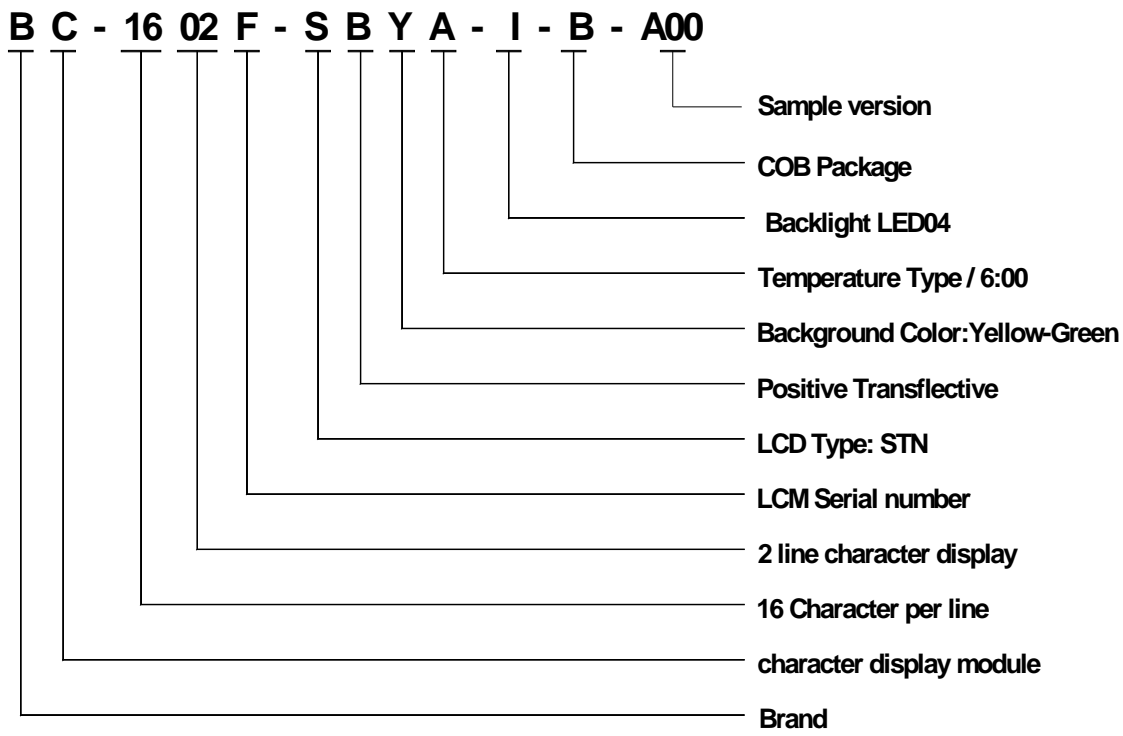 B C - 16 02 F - S B Y A - I - B - A00
Sample version
COB Package
Backlight LED04
Temperature Type / 6:00
Background Color:Yellow-Green
Positive Transflective
LCD Type: STN
LCM Serial number
2 line character display
16 Character per line
character display module
Brand